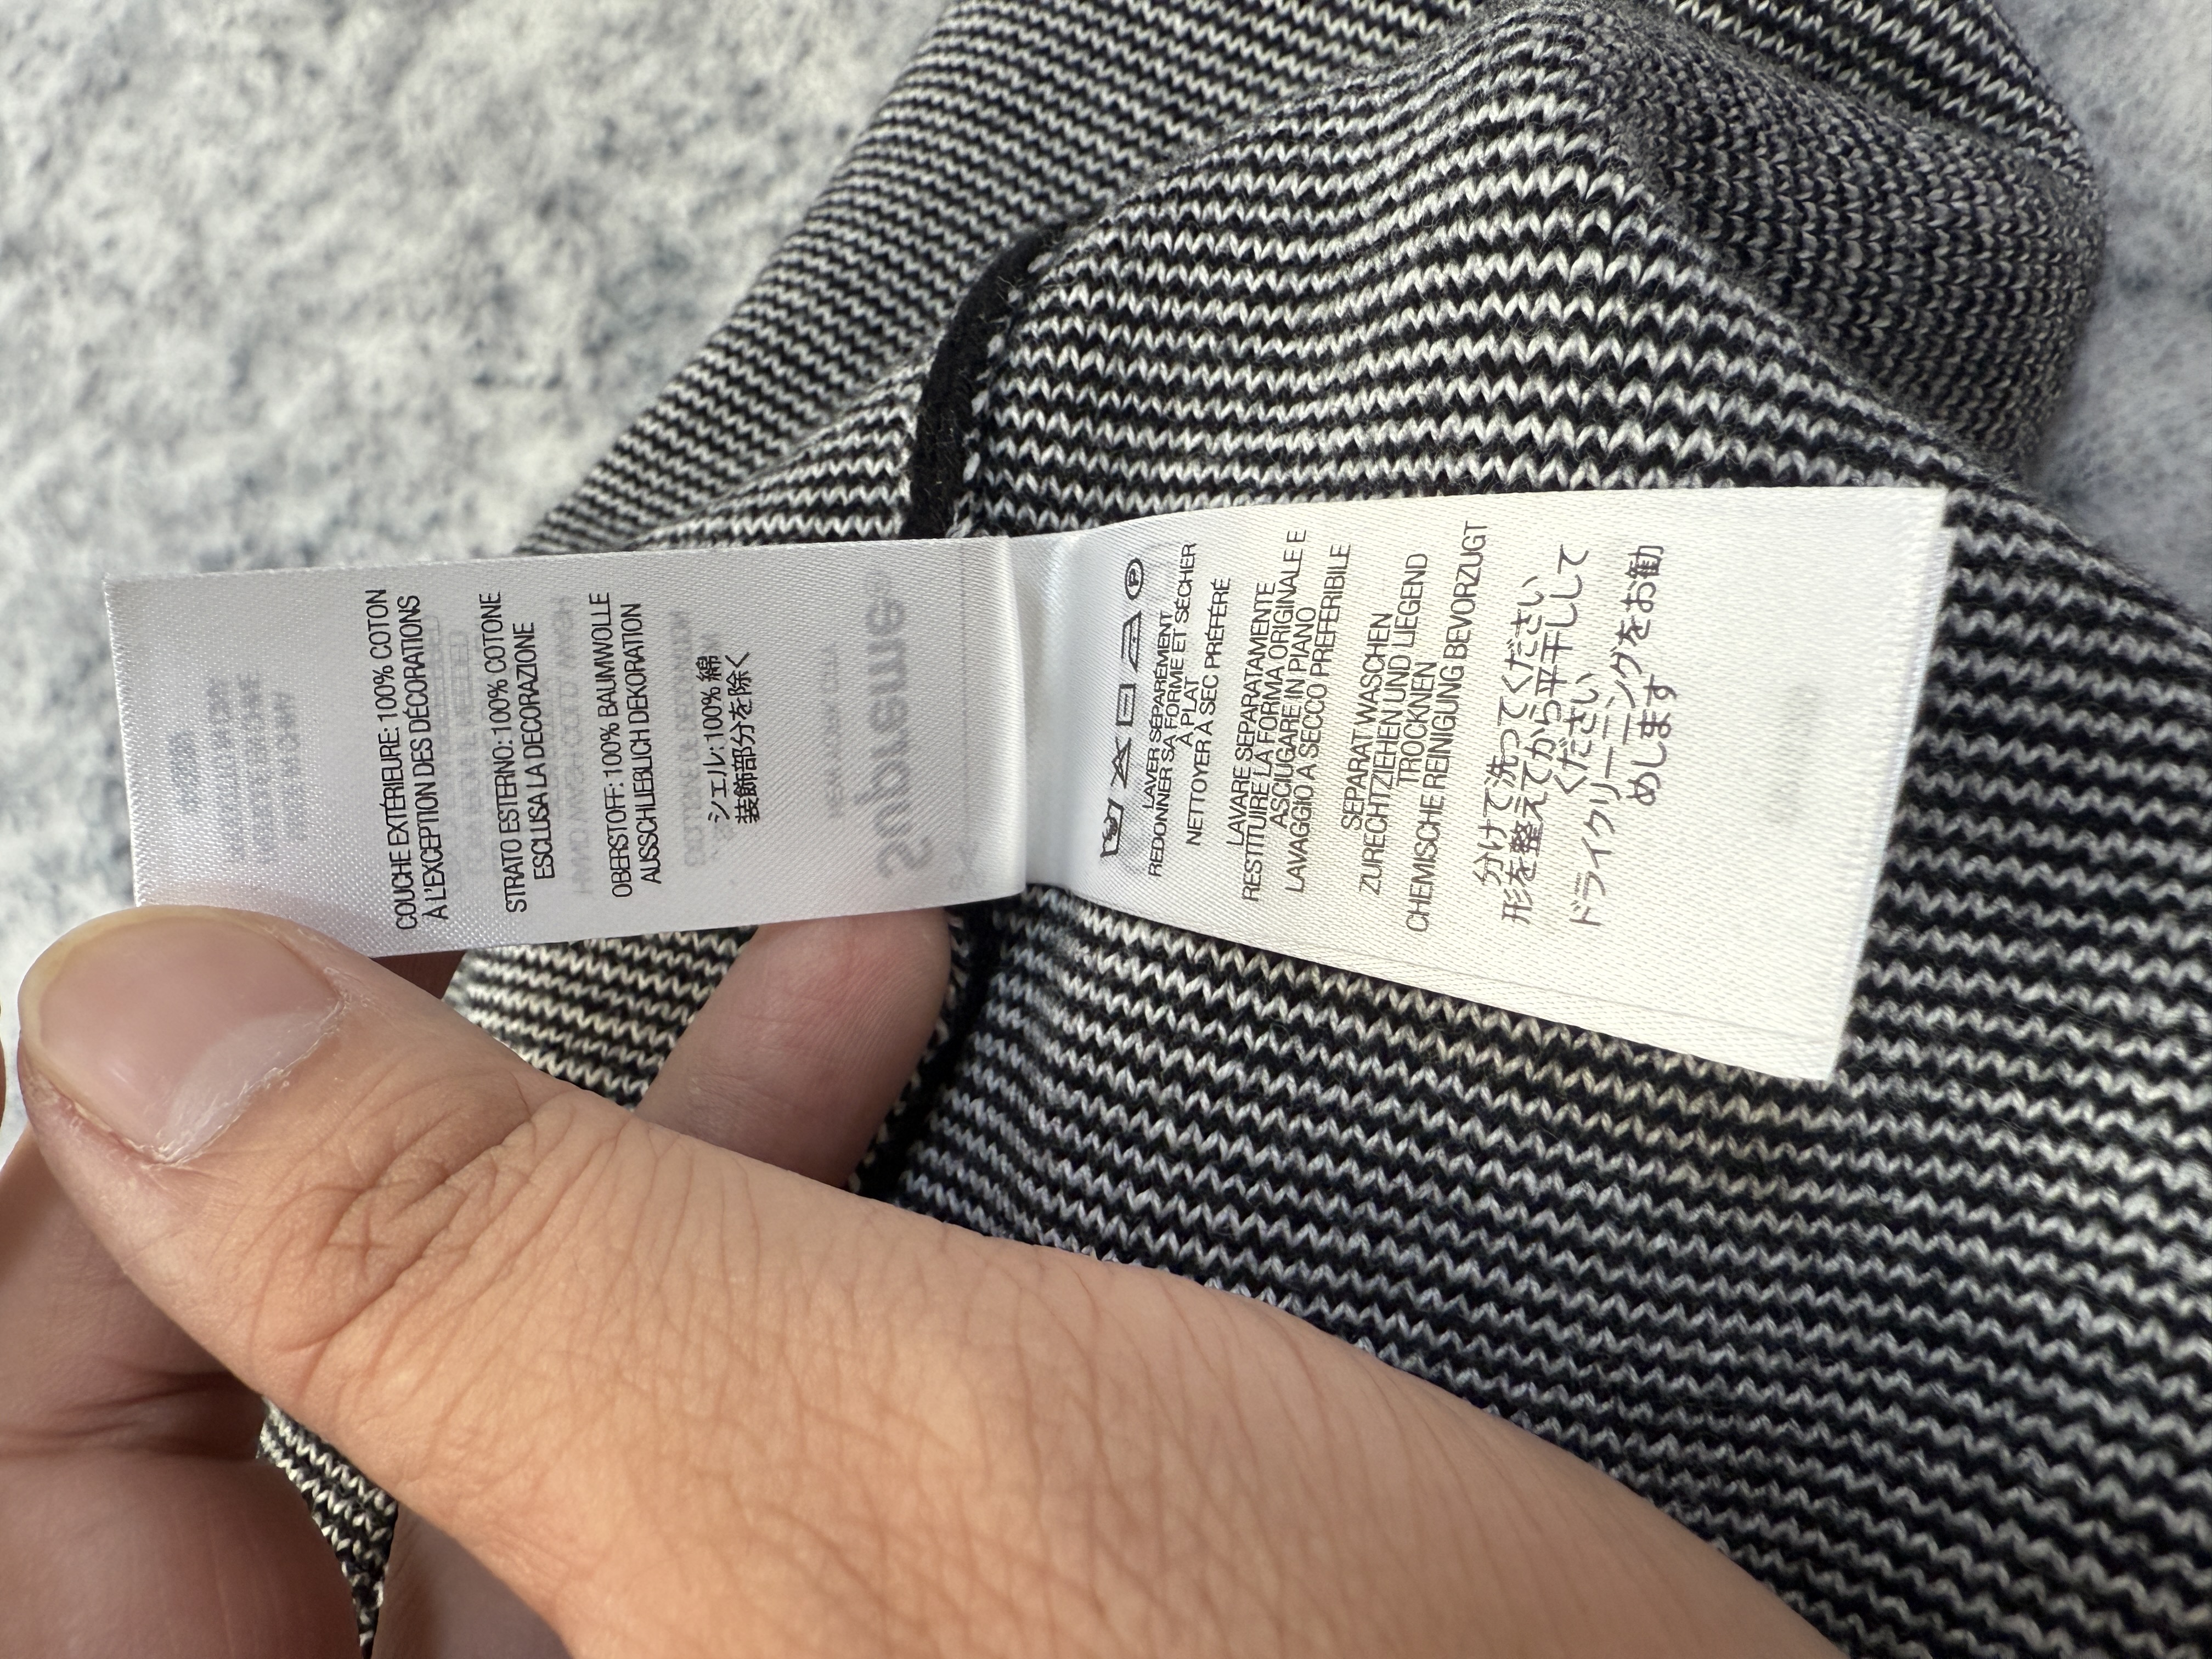 COUCHE EXTÉRIEURE: 100% COTON
À L'EXCEPTION DES DÉCORATIONS
STRATO ESTERNO: 100% COTONE
ESCLUSA LA DECORAZIONE
OBERSTOFF: 100% BAUMWOLLE
AUSSCHLIEßLICH DEKORATION
シェル: 100% 綿
装飾部分を除く
Supreme
P
LAVER SÉPARÉMENT
REDONNER SA FORME ET SÉCHER
À PLAT
NETTOYER À SEC PRÉFÉRÉ
LAVARE SEPARATAMENTE
RESTITUIRE LA FORMA ORIGINALE E
ASCIUGARE IN PIANO
LAVAGGIO A SECCO PREFERIBILE
SEPARAT WASCHEN
ZURECHTZIEHEN UND LIEGEND
TROCKNEN
CHEMISCHE REINIGUNG BEVORZUGT
分けて洗ってください
形を整えてから平干しして
ください
ドライクリーニングをお勧
めします